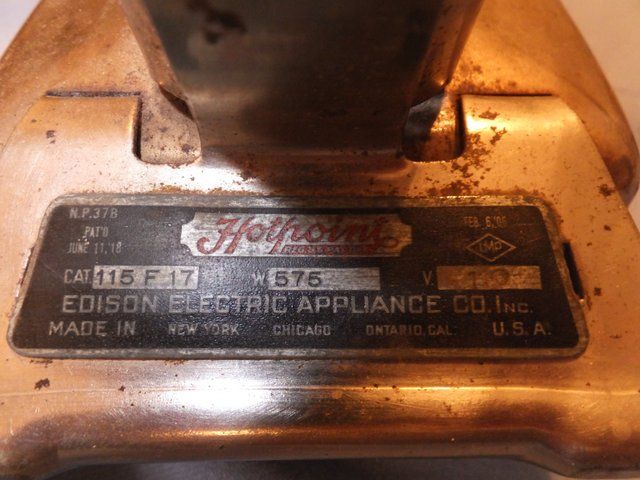 N.P. 37B
PAT'D
JUNE 11, '18
Hotpoint
FEB. 6, '06
CAT 115 F 17 W 575 V.
EDISON ELECTRIC APPLIANCE CO. INC.
MADE IN NEW YORK CHICAGO ONTARIO, CAL. U.S.A.